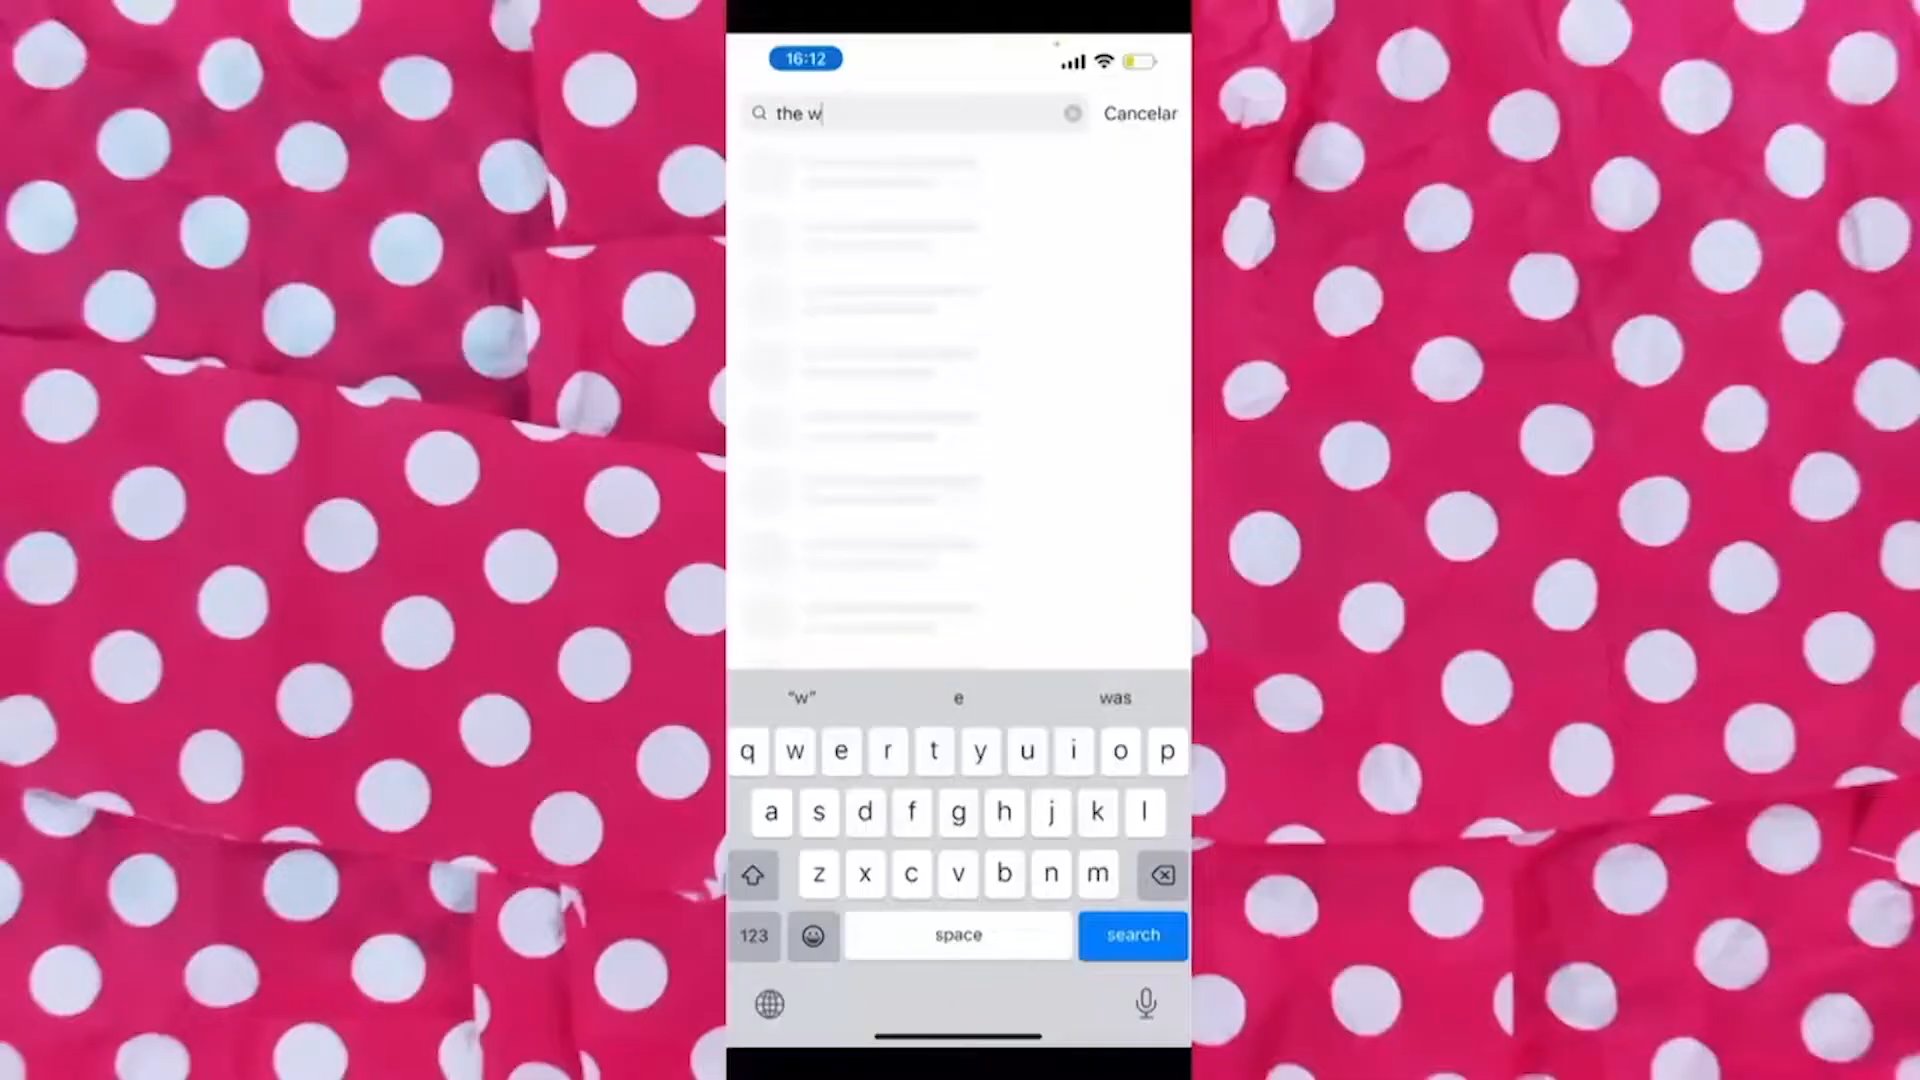 16:12
the w
Cancelar
“w” e was
q w e r t y u i o p
a s d f g h j k l
z x c v b n m
123 space search